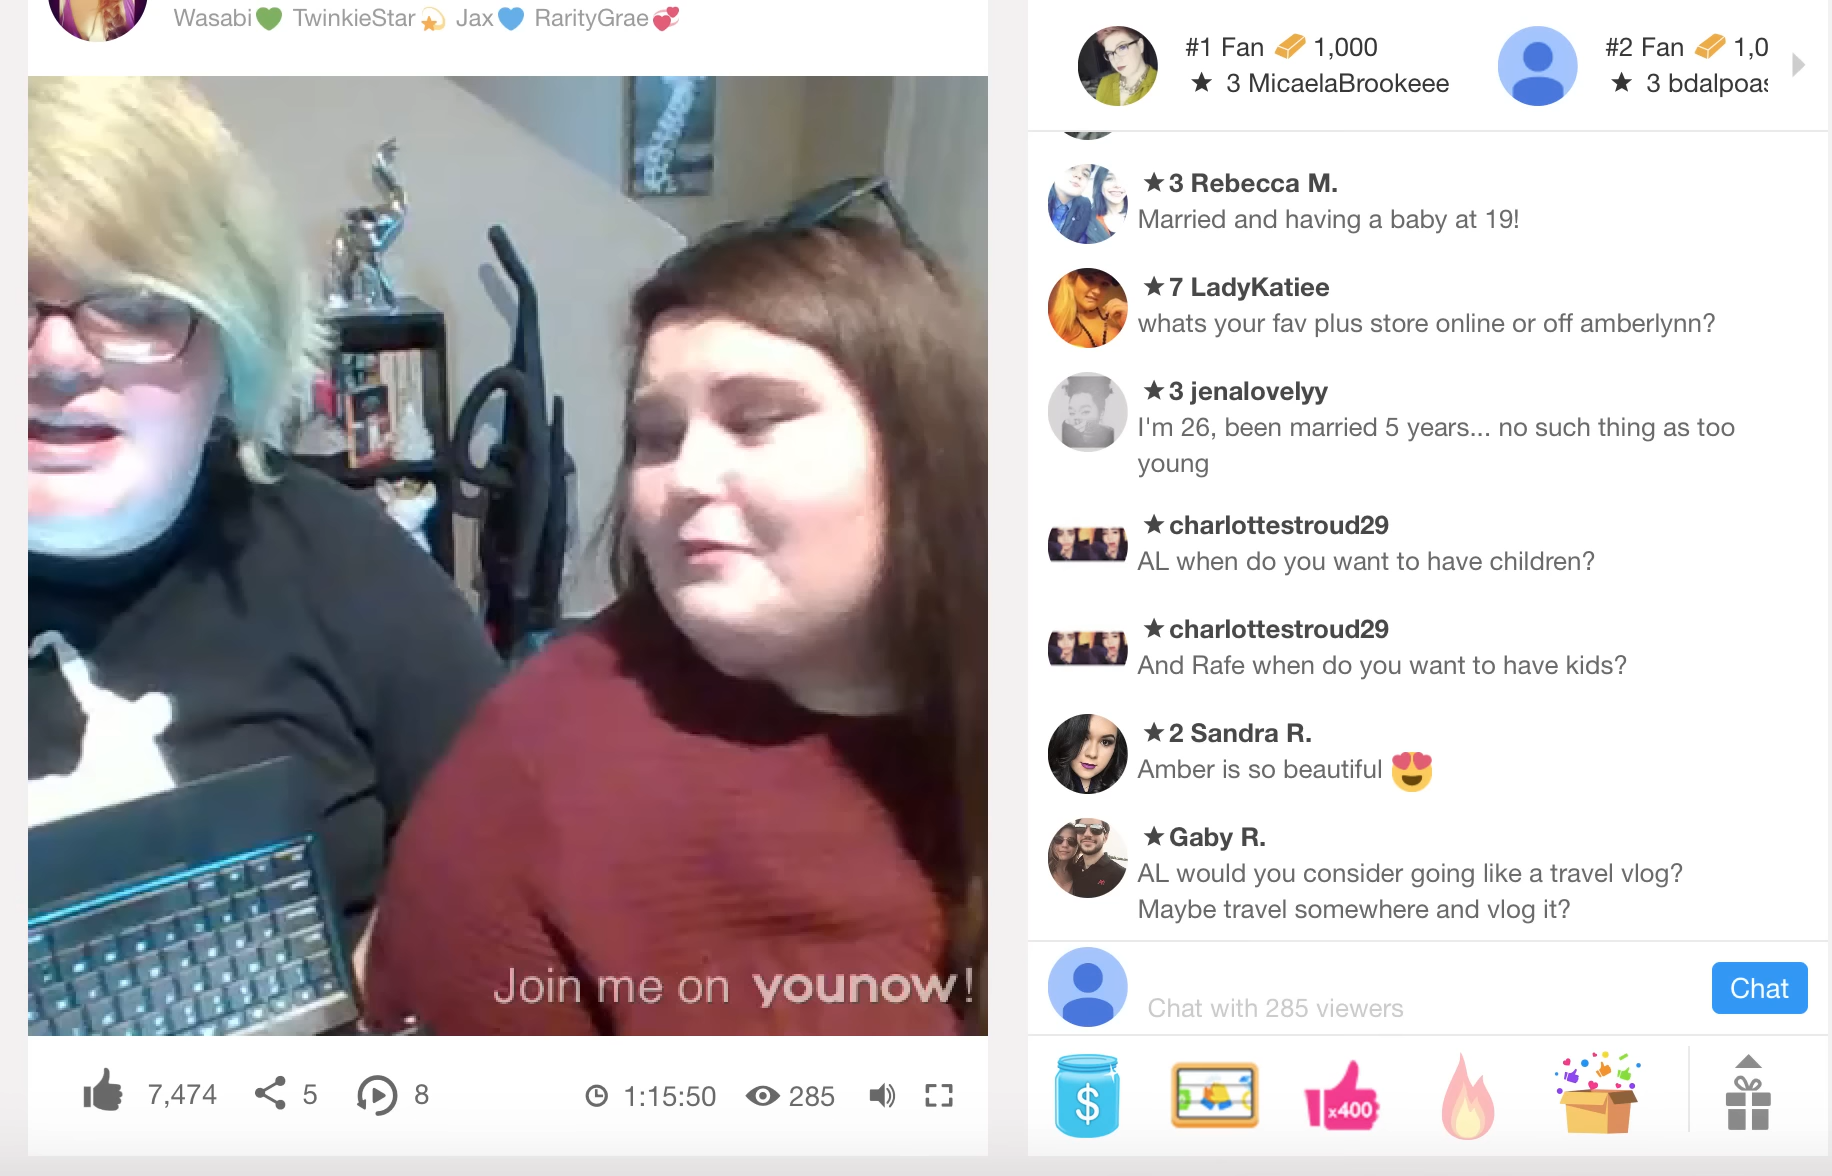 Wasabi💚 TwinkieStar💫 Jax💙 RarityGrae💞
#1 Fan 1,000
★ 3 MicaelaBrookeee
#2 Fan 1,0
★ 3 bdalpoas
★3 Rebecca M.
Married and having a baby at 19!
★7 LadyKatiee
whats your fav plus store online or off amberlynn?
★3 jenalovelyy
I'm 26, been married 5 years... no such thing as too
young
★charlottestroud29
AL when do you want to have children?
★charlottestroud29
And Rafe when do you want to have kids?
★2 Sandra R.
Amber is so beautiful 😍
★Gaby R.
AL would you consider going like a travel vlog?
Maybe travel somewhere and vlog it?
Join me on younow!
Chat with 285 viewers
Chat
7,474
5
8
1:15:50
285
$
x400